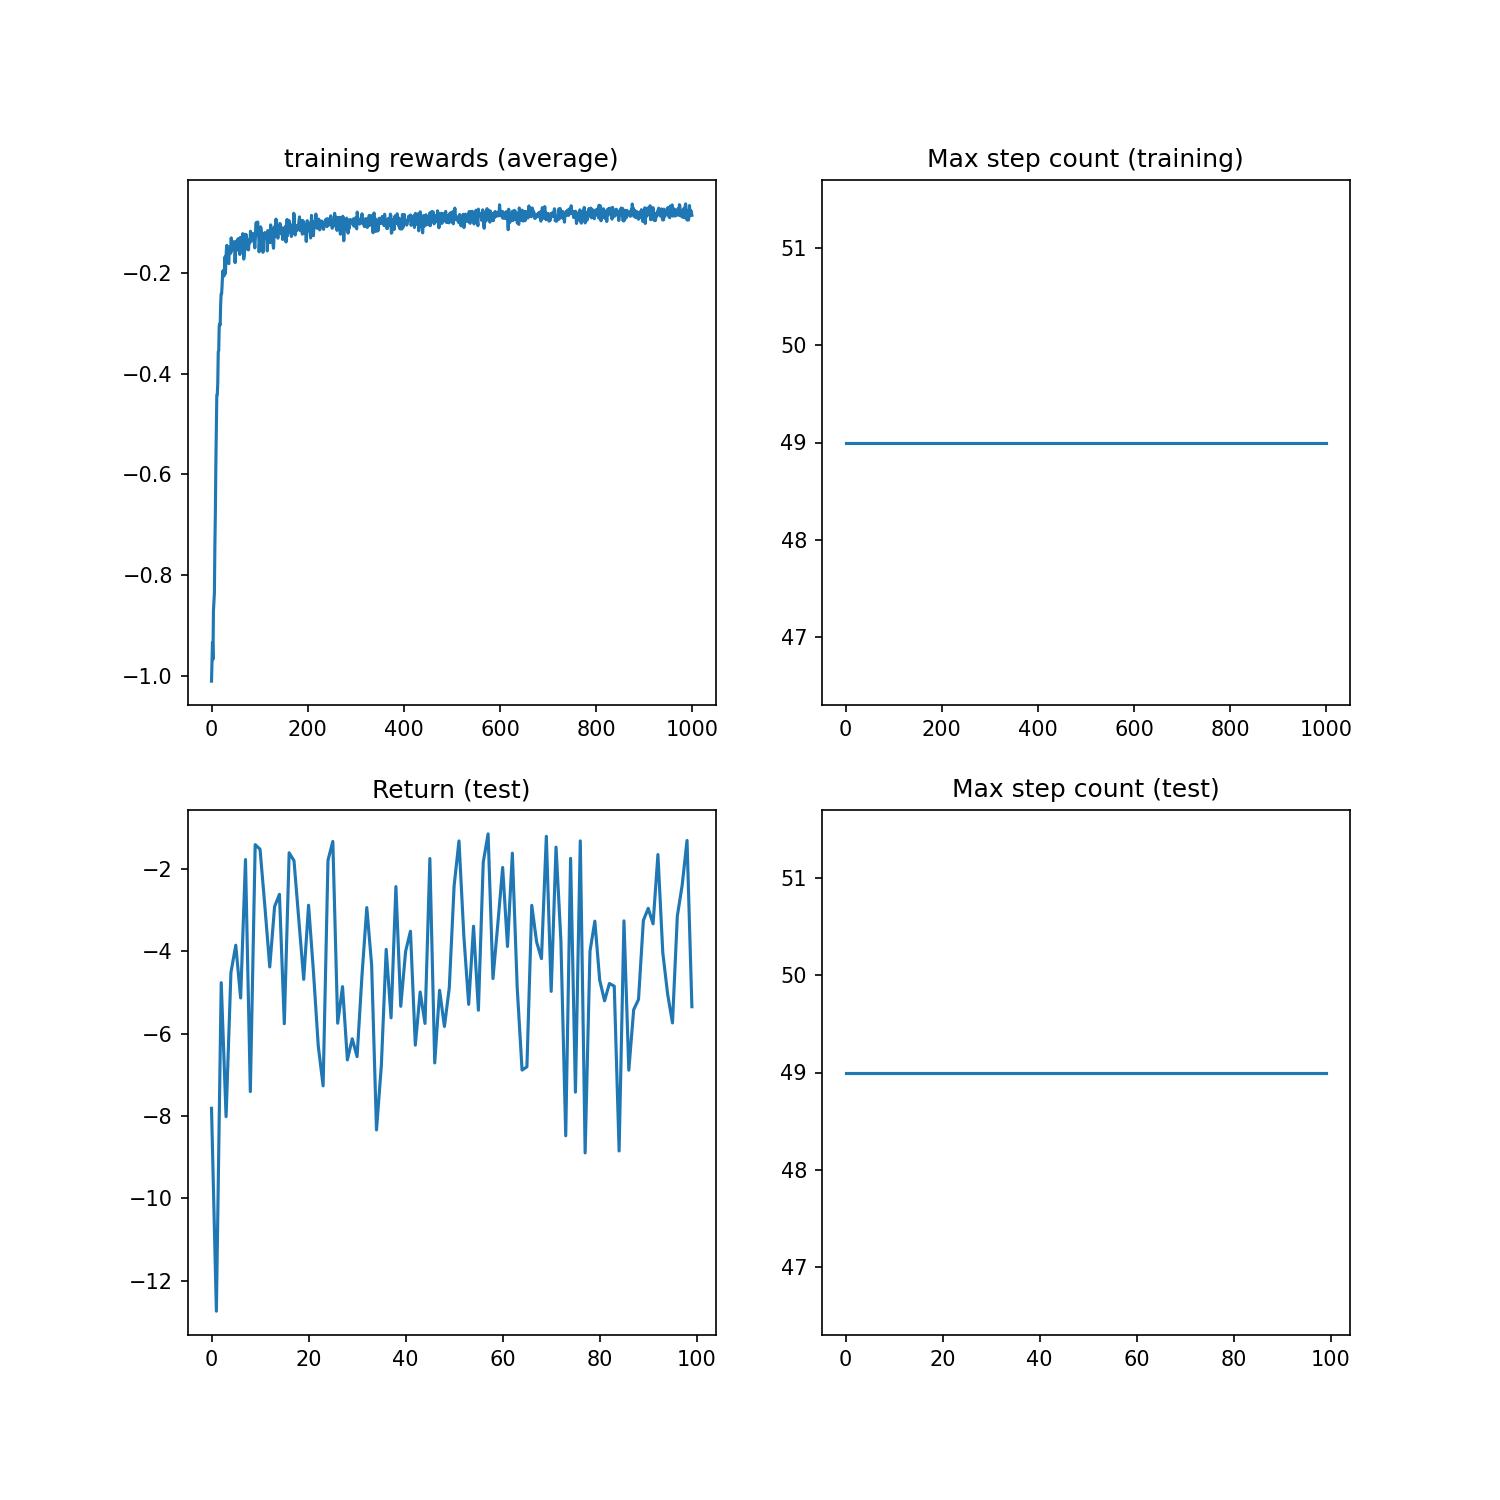 training rewards (average)
−0.2
−0.4
−0.6
−0.8
−1.0
0 200 400 600 800 1000
Max step count (training)
51
50
49
48
47
0 200 400 600 800 1000
Return (test)
−2
−4
−6
−8
−10
−12
0 20 40 60 80 100
Max step count (test)
51
50
49
48
47
0 20 40 60 80 100